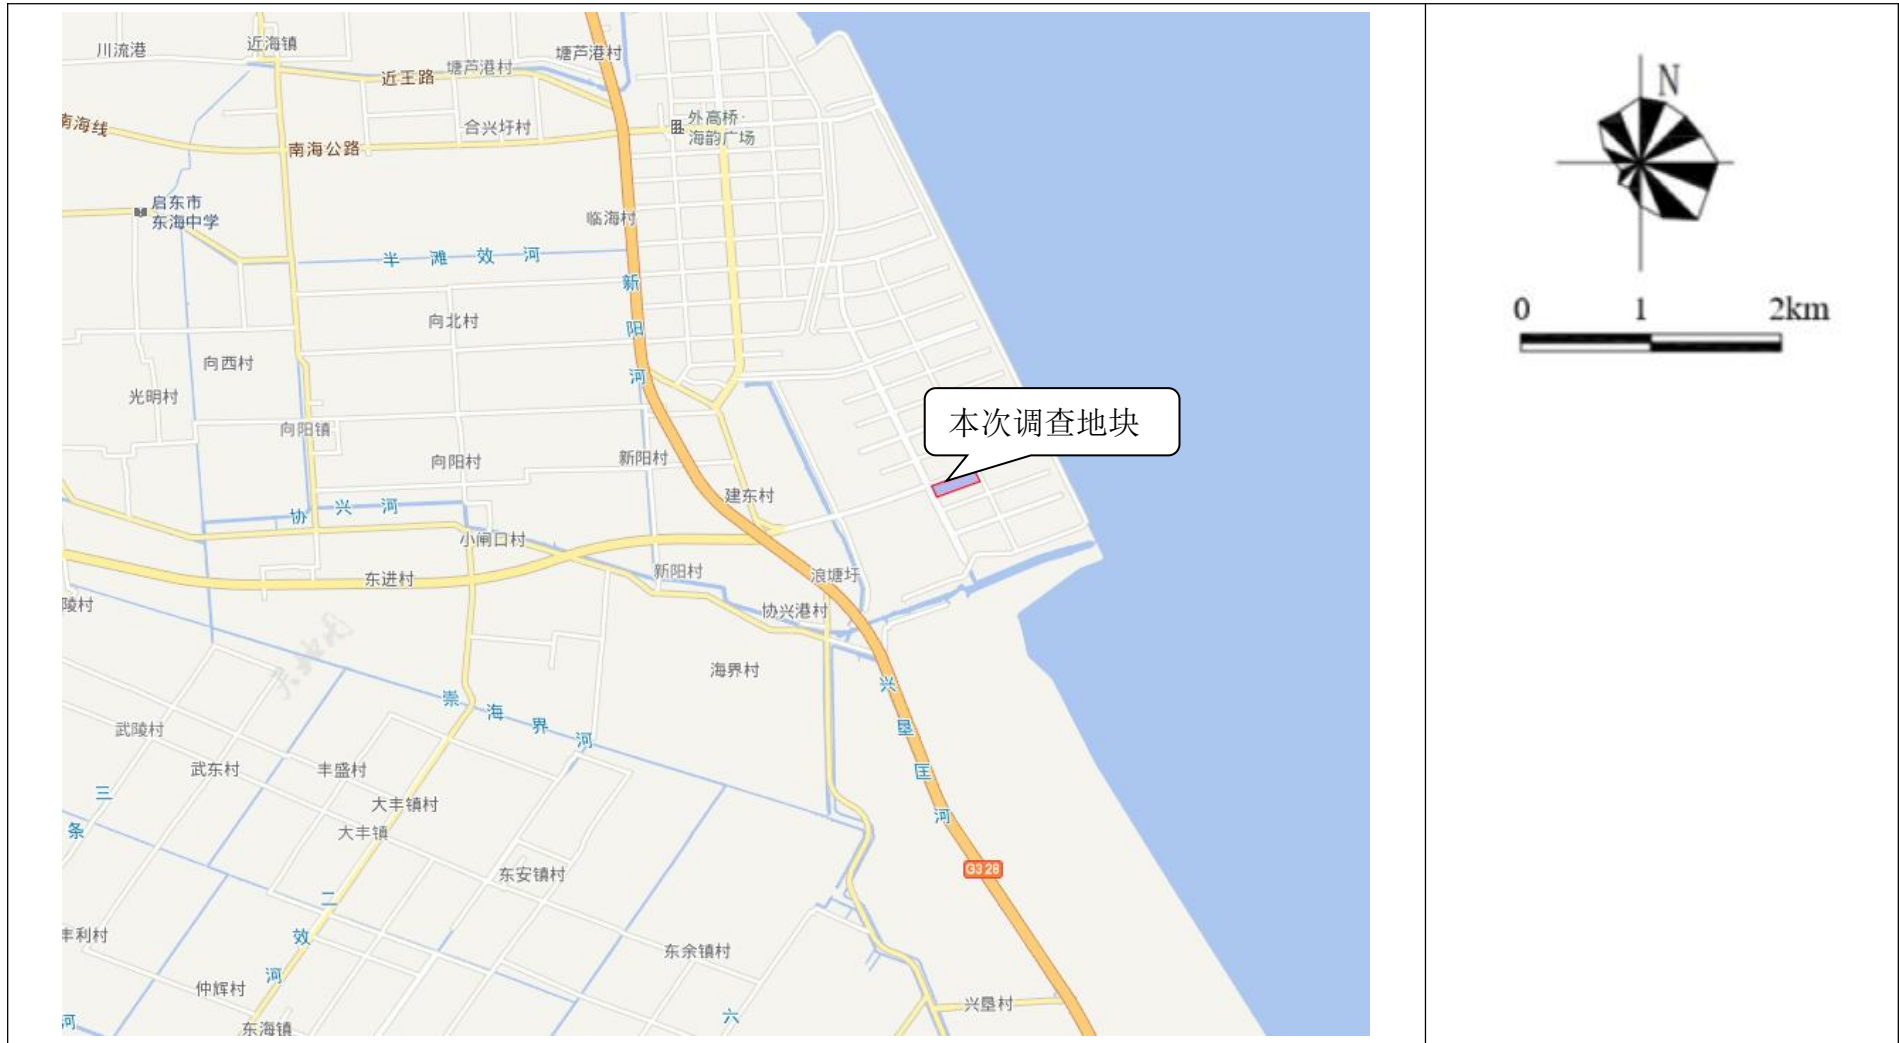 川流港
近海镇
塘芦港村
近王路
塘芦港村
南海线
合兴圩村
外高桥·
海韵广场
南海公路
启东市
东海中学
临海村
半滩效河
新阳河
向北村
向西村
光明村
向阳镇
本次调查地块
向阳村
新阳村
建东村
协兴河
小闸口村
东进村
新阳村
浪塘圩
陵村
协兴港村
海界村
兴垦匡河
崇海界河
武陵村
武东村
丰盛村
三条
大丰镇村
大丰镇
东安镇村
G328
二效河
丰利村
东余镇村
仲辉村
兴垦村
河
东海镇
六
N
0 1 2km